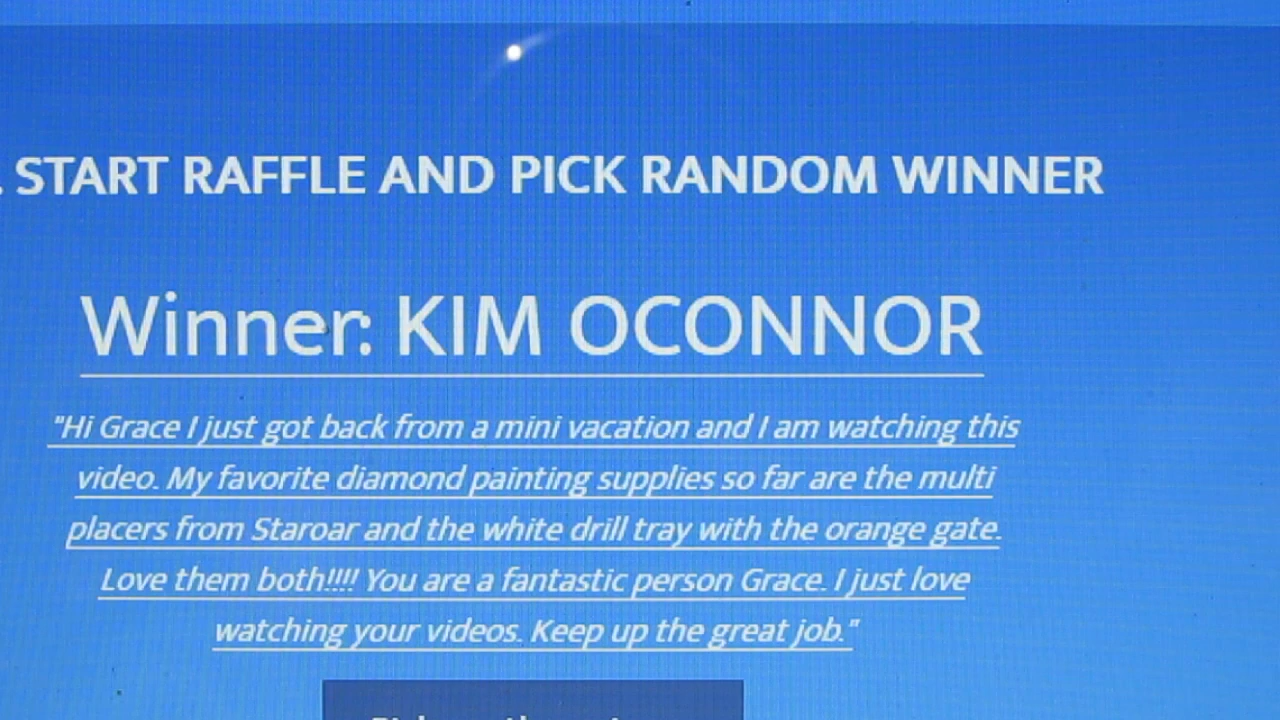 . START RAFFLE AND PICK RANDOM WINNER
Winner: KIM OCONNOR
"Hi Grace I just got back from a mini vacation and I am watching this
video. My favorite diamond painting supplies so far are the multi
placers from Staroar and the white drill tray with the orange gate.
Love them both!!!! You are a fantastic person Grace. I just love
watching your videos. Keep up the great job."